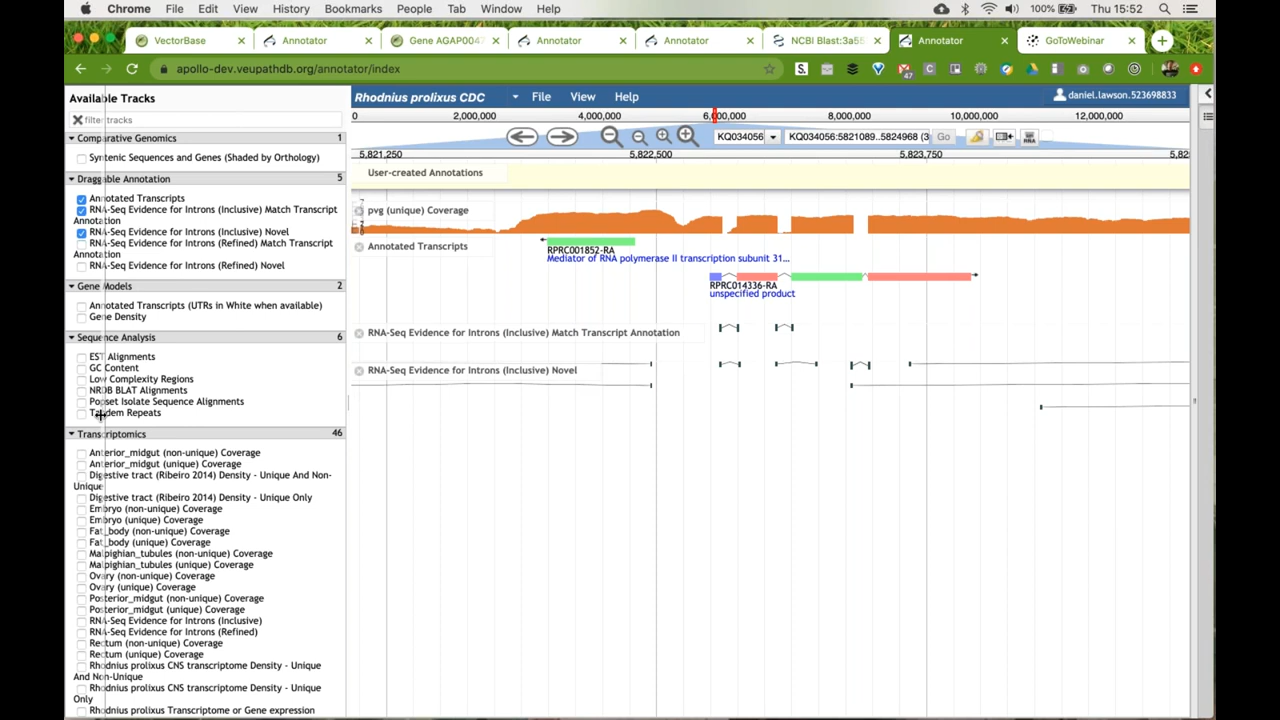 Chrome File Edit View History Bookmarks People Tab Window Help 100% Thu 15:52
VectorBase Annotator Gene AGAP0047 Annotator Annotator NCBI Blast:3a55 Annotator GoToWebinar
apollo-dev.veupathdb.org/annotator/index
Available Tracks
filter tracks
Comparative Genomics 1
Syntenic Sequences and Genes (Shaded by Orthology)
Draggable Annotation 5
Annotated Transcripts
RNA-Seq Evidence for Introns (Inclusive) Match Transcript
Annotation
RNA-Seq Evidence for Introns (Inclusive) Novel
RNA-Seq Evidence for Introns (Refined) Match Transcript
Annotation
RNA-Seq Evidence for Introns (Refined) Novel
Gene Models 2
Annotated Transcripts (UTRs in White when available)
Gene Density
Sequence Analysis 6
EST Alignments
GC Content
Low Complexity Regions
NRDB BLAT Alignments
Popset Isolate Sequence Alignments
Tandem Repeats
Transcriptomics 46
Anterior_midgut (non-unique) Coverage
Anterior_midgut (unique) Coverage
Digestive tract (Ribeiro 2014) Density - Unique And Non-
Unique
Digestive tract (Ribeiro 2014) Density - Unique Only
Embryo (non-unique) Coverage
Embryo (unique) Coverage
Fat_body (non-unique) Coverage
Fat_body (unique) Coverage
Malpighian_tubules (non-unique) Coverage
Malpighian_tubules (unique) Coverage
Ovary (non-unique) Coverage
Ovary (unique) Coverage
Posterior_midgut (non-unique) Coverage
Posterior_midgut (unique) Coverage
RNA-Seq Evidence for Introns (Inclusive)
RNA-Seq Evidence for Introns (Refined)
Rectum (non-unique) Coverage
Rectum (unique) Coverage
Rhodnius prolixus CNS transcriptome Density - Unique
And Non-Unique
Rhodnius prolixus CNS transcriptome Density - Unique
Only
Rhodnius prolixus Transcriptome or Gene expression
Rhodnius prolixus CDC File View Help daniel.lawson.523698833
0 2,000,000 4,000,000 6,000,000 8,000,000 10,000,000 12,000,000
KQ034056 KQ034056:5821089..5824968 (3 Go
5,821,250 5,822,500 5,823,750 5,82
User-created Annotations
pvg (unique) Coverage
Annotated Transcripts
RPRC001852-RA
Mediator of RNA polymerase II transcription subunit 31...
RPRC014336-RA
unspecified product
RNA-Seq Evidence for Introns (Inclusive) Match Transcript Annotation
RNA-Seq Evidence for Introns (Inclusive) Novel